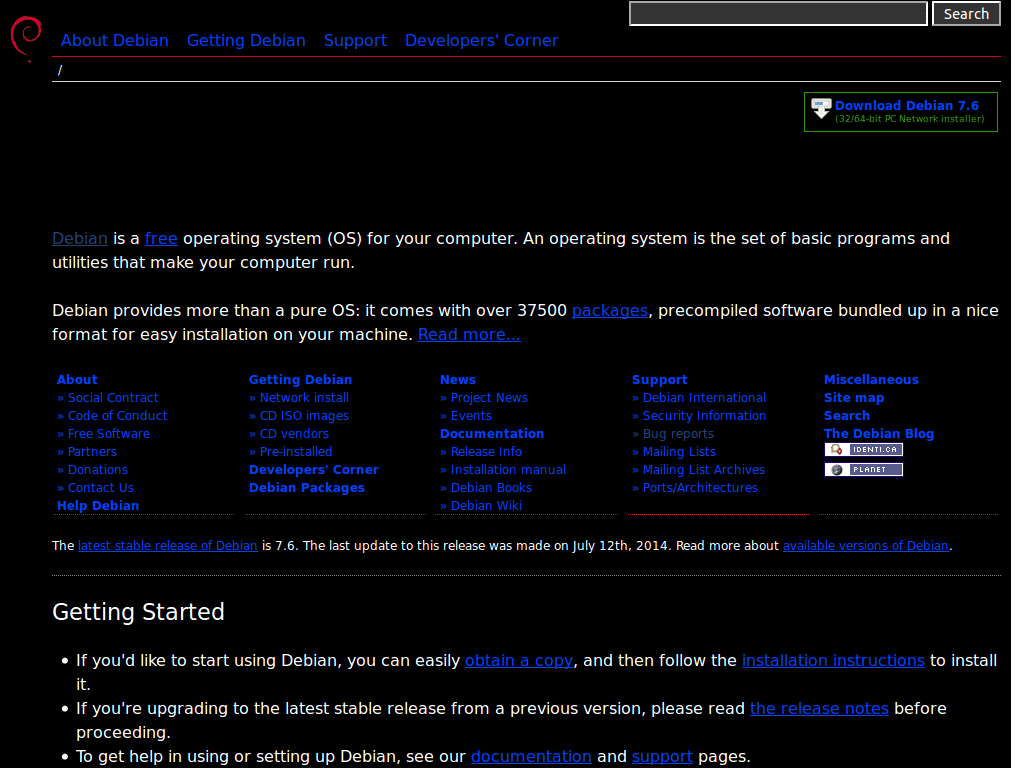 Search
About Debian Getting Debian Support Developers' Corner
/
Download Debian 7.6
(32/64-bit PC Network installer)
Debian is a free operating system (OS) for your computer. An operating system is the set of basic programs and
utilities that make your computer run.
Debian provides more than a pure OS: it comes with over 37500 packages, precompiled software bundled up in a nice
format for easy installation on your machine. Read more...
About
» Social Contract
» Code of Conduct
» Free Software
» Partners
» Donations
» Contact Us
Help Debian
Getting Debian
» Network install
» CD ISO images
» CD vendors
» Pre-installed
Developers' Corner
Debian Packages
News
» Project News
» Events
Documentation
» Release Info
» Installation manual
» Debian Books
» Debian Wiki
Support
» Debian International
» Security Information
» Bug reports
» Mailing Lists
» Mailing List Archives
» Ports/Architectures
Miscellaneous
Site map
Search
The Debian Blog
IDENTI.CA
PLANET
The latest stable release of Debian is 7.6. The last update to this release was made on July 12th, 2014. Read more about available versions of Debian.
Getting Started
• If you'd like to start using Debian, you can easily obtain a copy, and then follow the installation instructions to install
it.
• If you're upgrading to the latest stable release from a previous version, please read the release notes before
proceeding.
• To get help in using or setting up Debian, see our documentation and support pages.